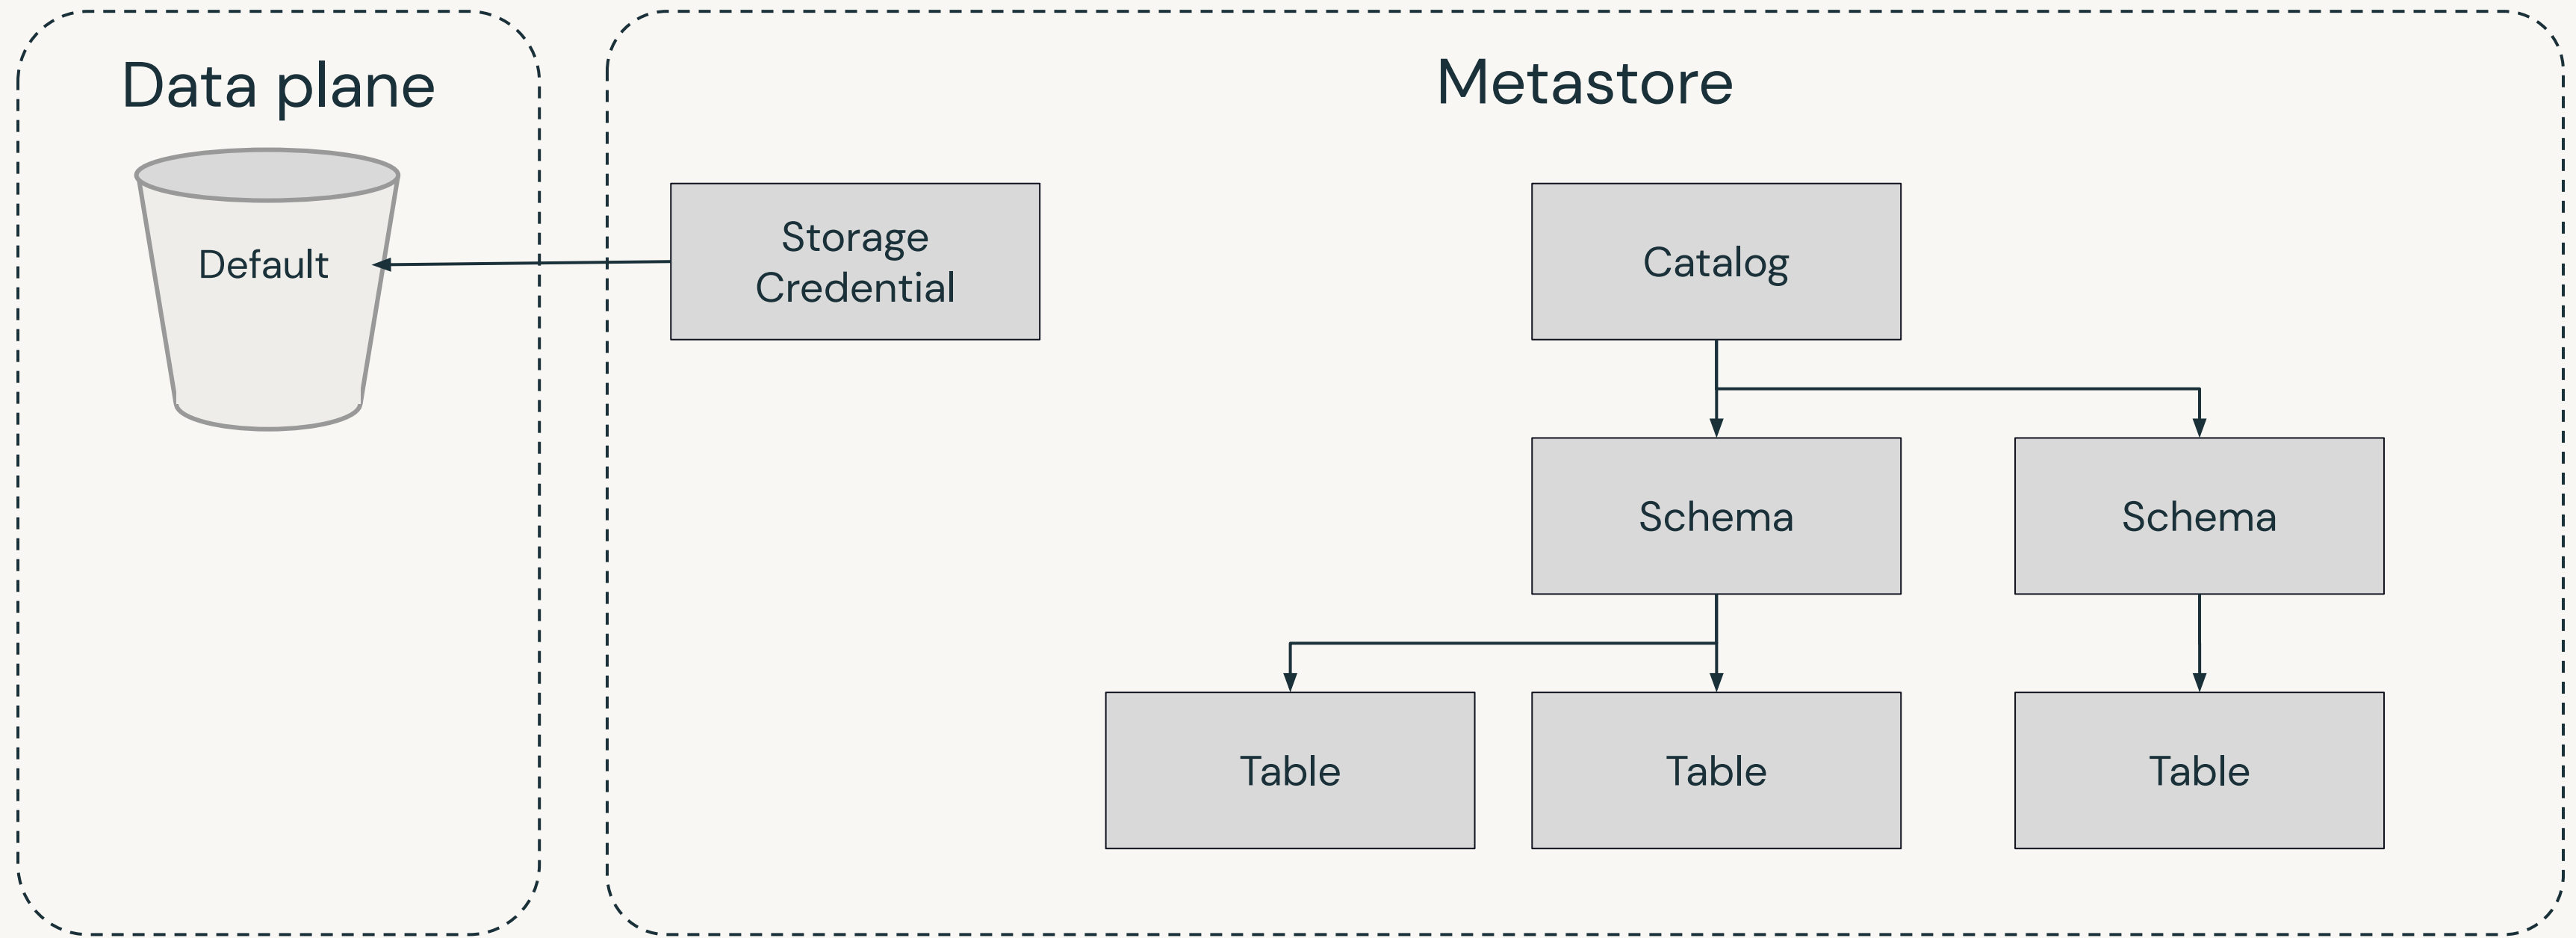 Data plane
Default
Metastore
Storage
Credential
Catalog
Schema
Schema
Table
Table
Table